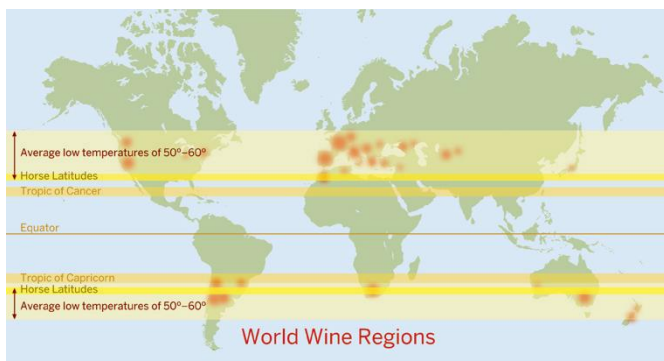 Average low temperatures of 50º–60º
Horse Latitudes
Tropic of Cancer
Equator
Tropic of Capricorn
Horse Latitudes
Average low temperatures of 50º–60º
World Wine Regions